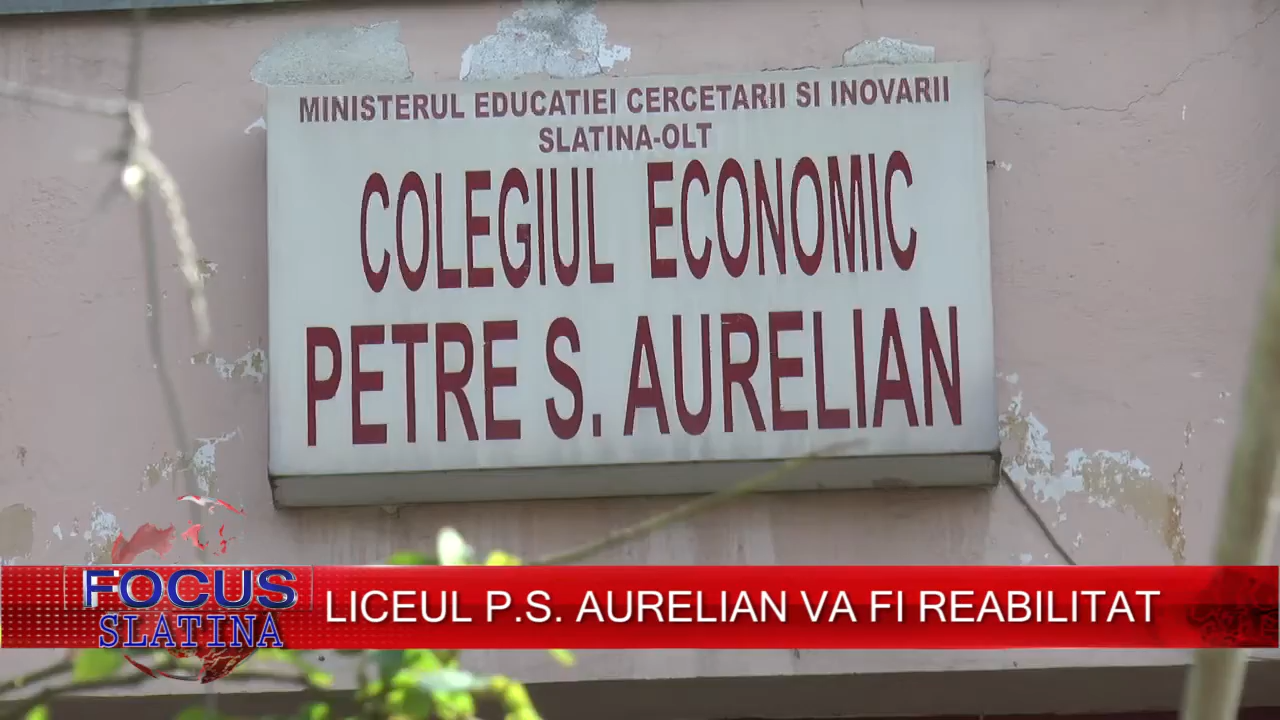 MINISTERUL EDUCATIEI CERCETARII SI INOVARII
SLATINA-OLT
COLEGIUL ECONOMIC
PETRE S. AURELIAN
FOCUS
SLATINA
LICEUL P.S. AURELIAN VA FI REABILITAT